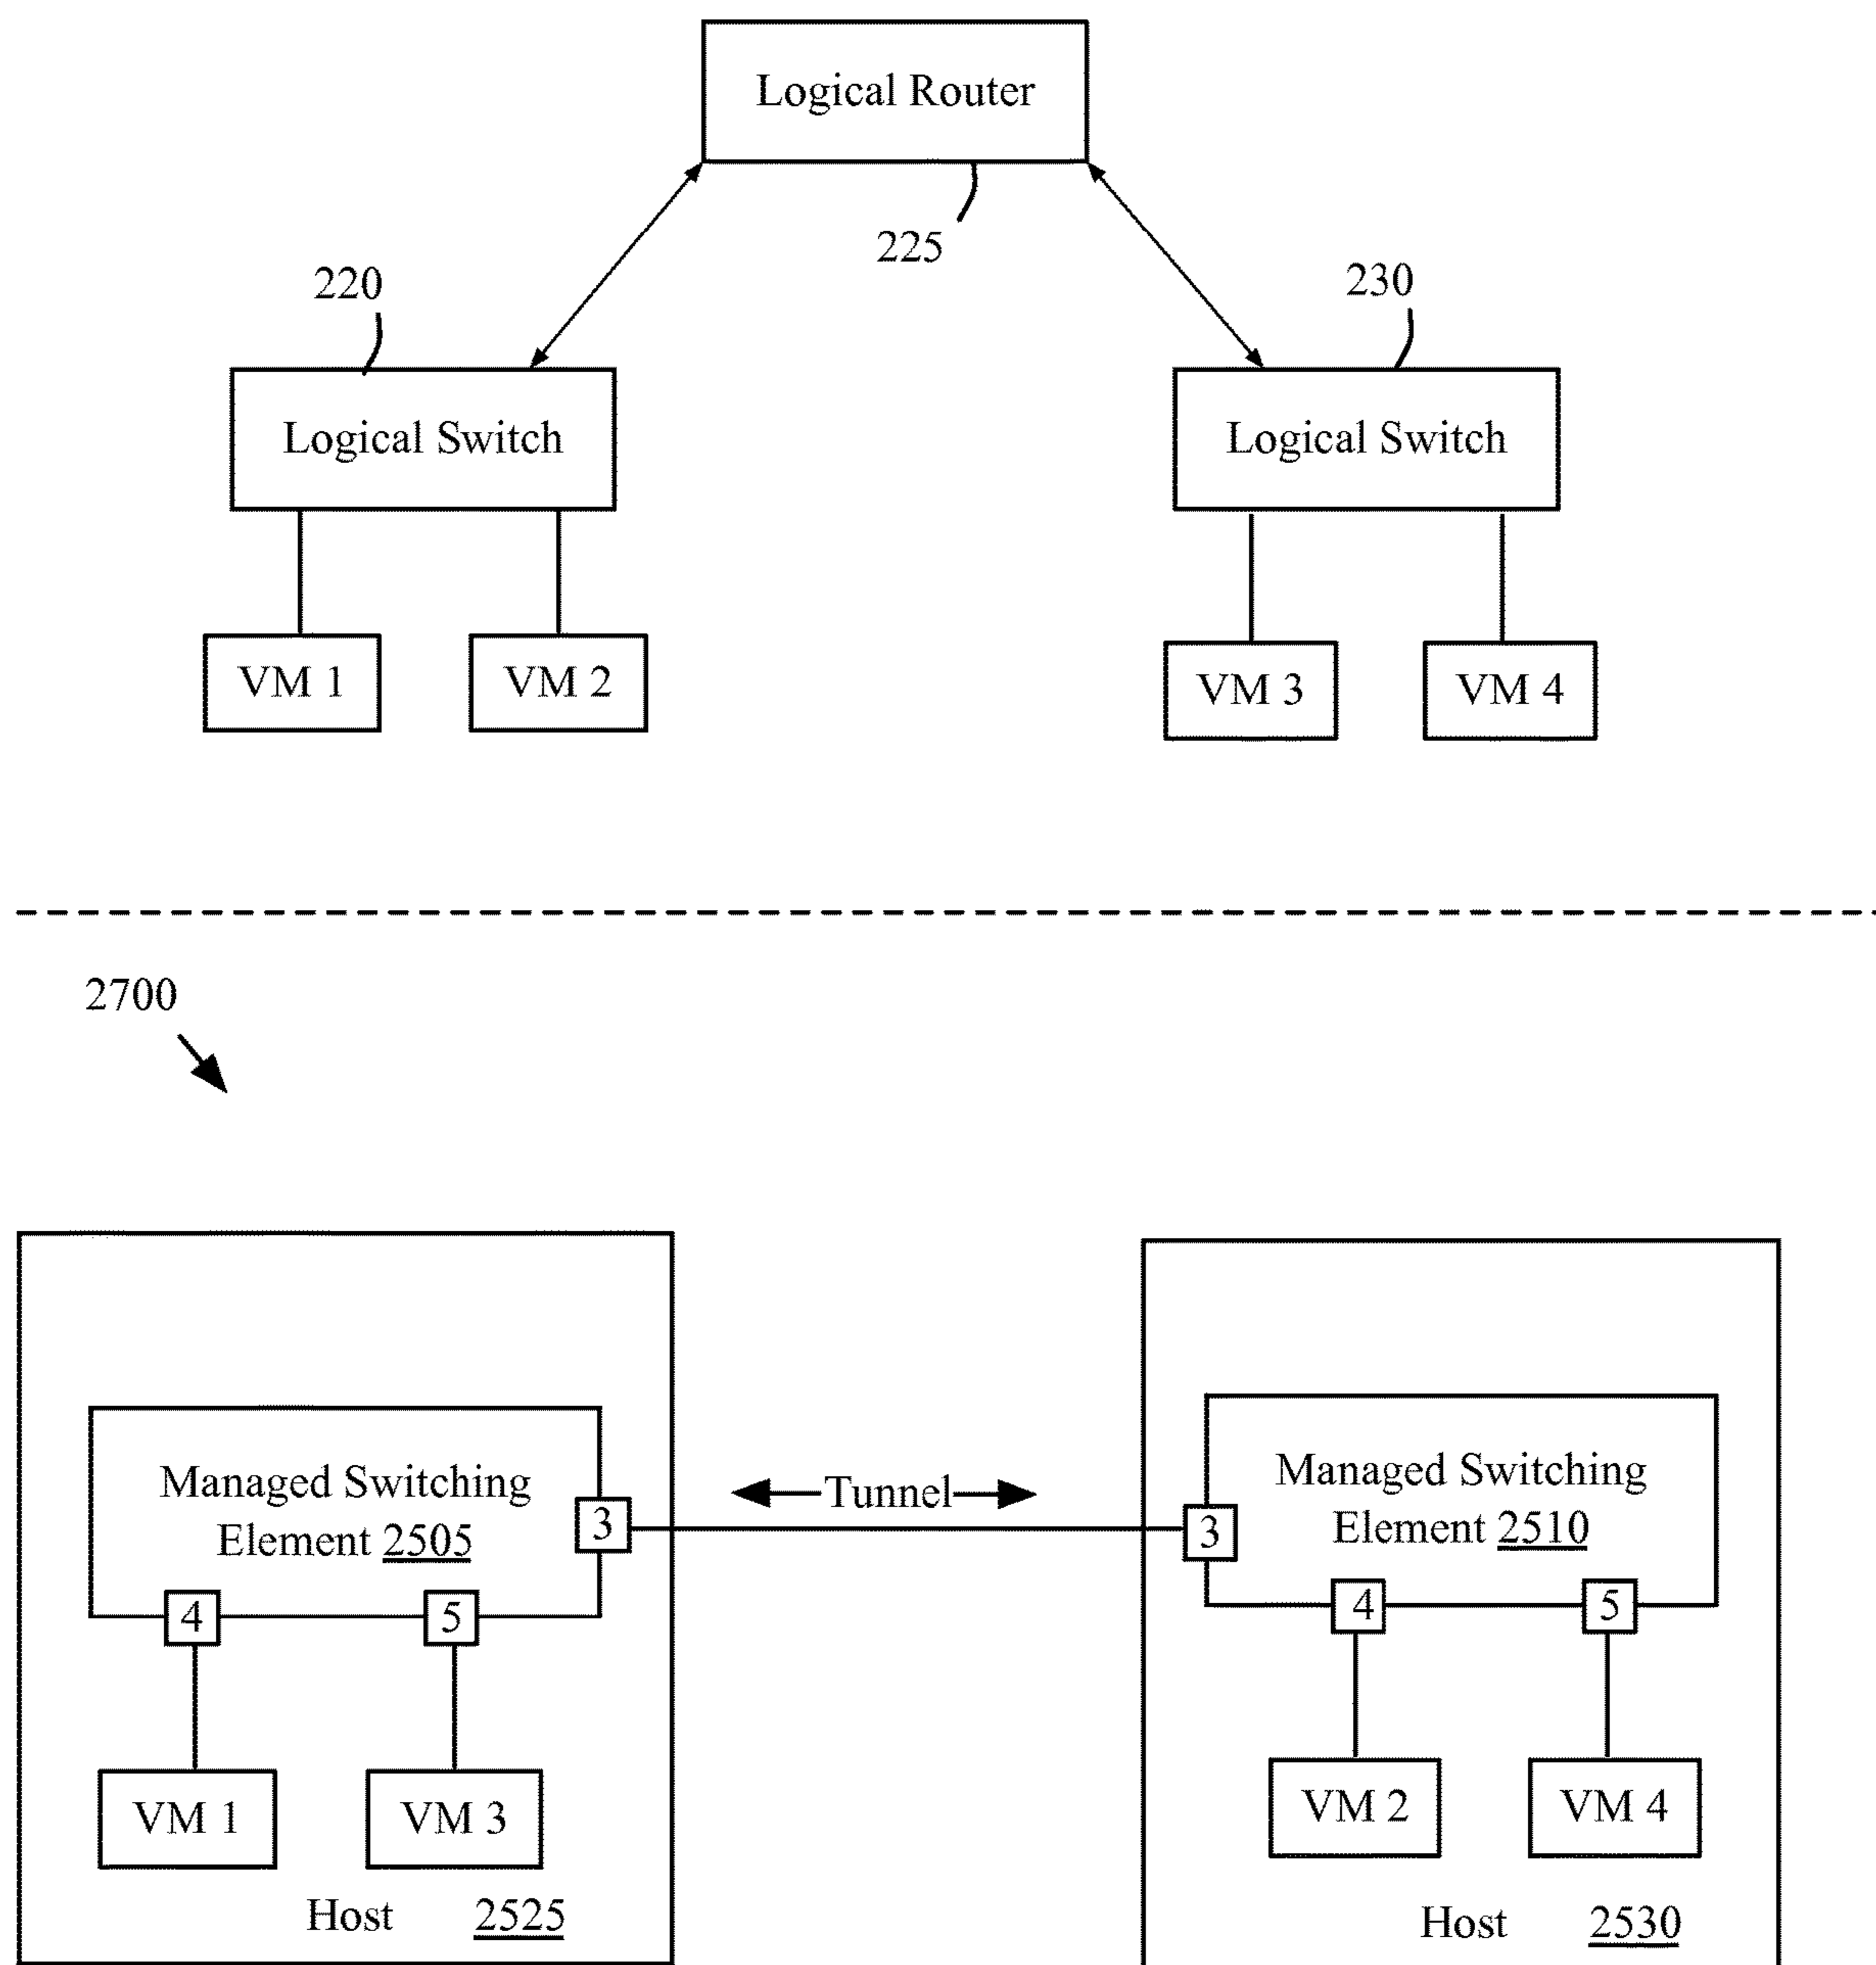 Logical Router
225
220
230
Logical Switch
Logical Switch
VM 1
VM 2
VM 3
VM 4
2700
Managed Switching
Element 2505
3
4
5
VM 1
VM 3
Host 2525
Tunnel
Managed Switching
Element 2510
3
4
5
VM 2
VM 4
Host 2530